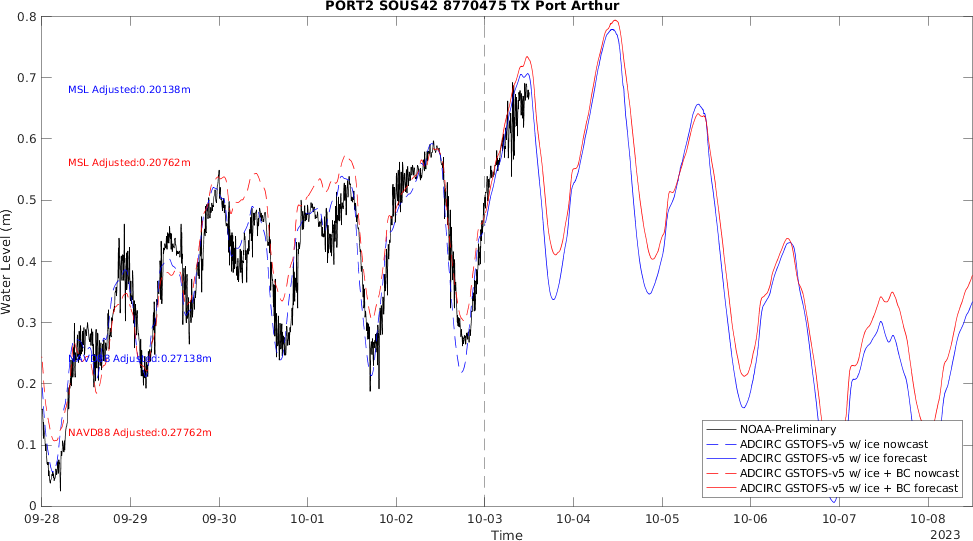 PORT2 SOUS42 8770475 TX Port Arthur
0.8
0.7
0.6
0.5
0.4
0.3
0.2
0.1
0
Water Level (m)
MSL Adjusted:0.20138m
MSL Adjusted:0.20762m
NAVD88 Adjusted:0.27138m
NAVD88 Adjusted:0.27762m
NOAA-Preliminary
ADCIRC GSTOFS-v5 w/ ice nowcast
ADCIRC GSTOFS-v5 w/ ice forecast
ADCIRC GSTOFS-v5 w/ ice + BC nowcast
ADCIRC GSTOFS-v5 w/ ice + BC forecast
09-28 09-29 09-30 10-01 10-02 10-03 10-04 10-05 10-06 10-07 10-08
Time
2023